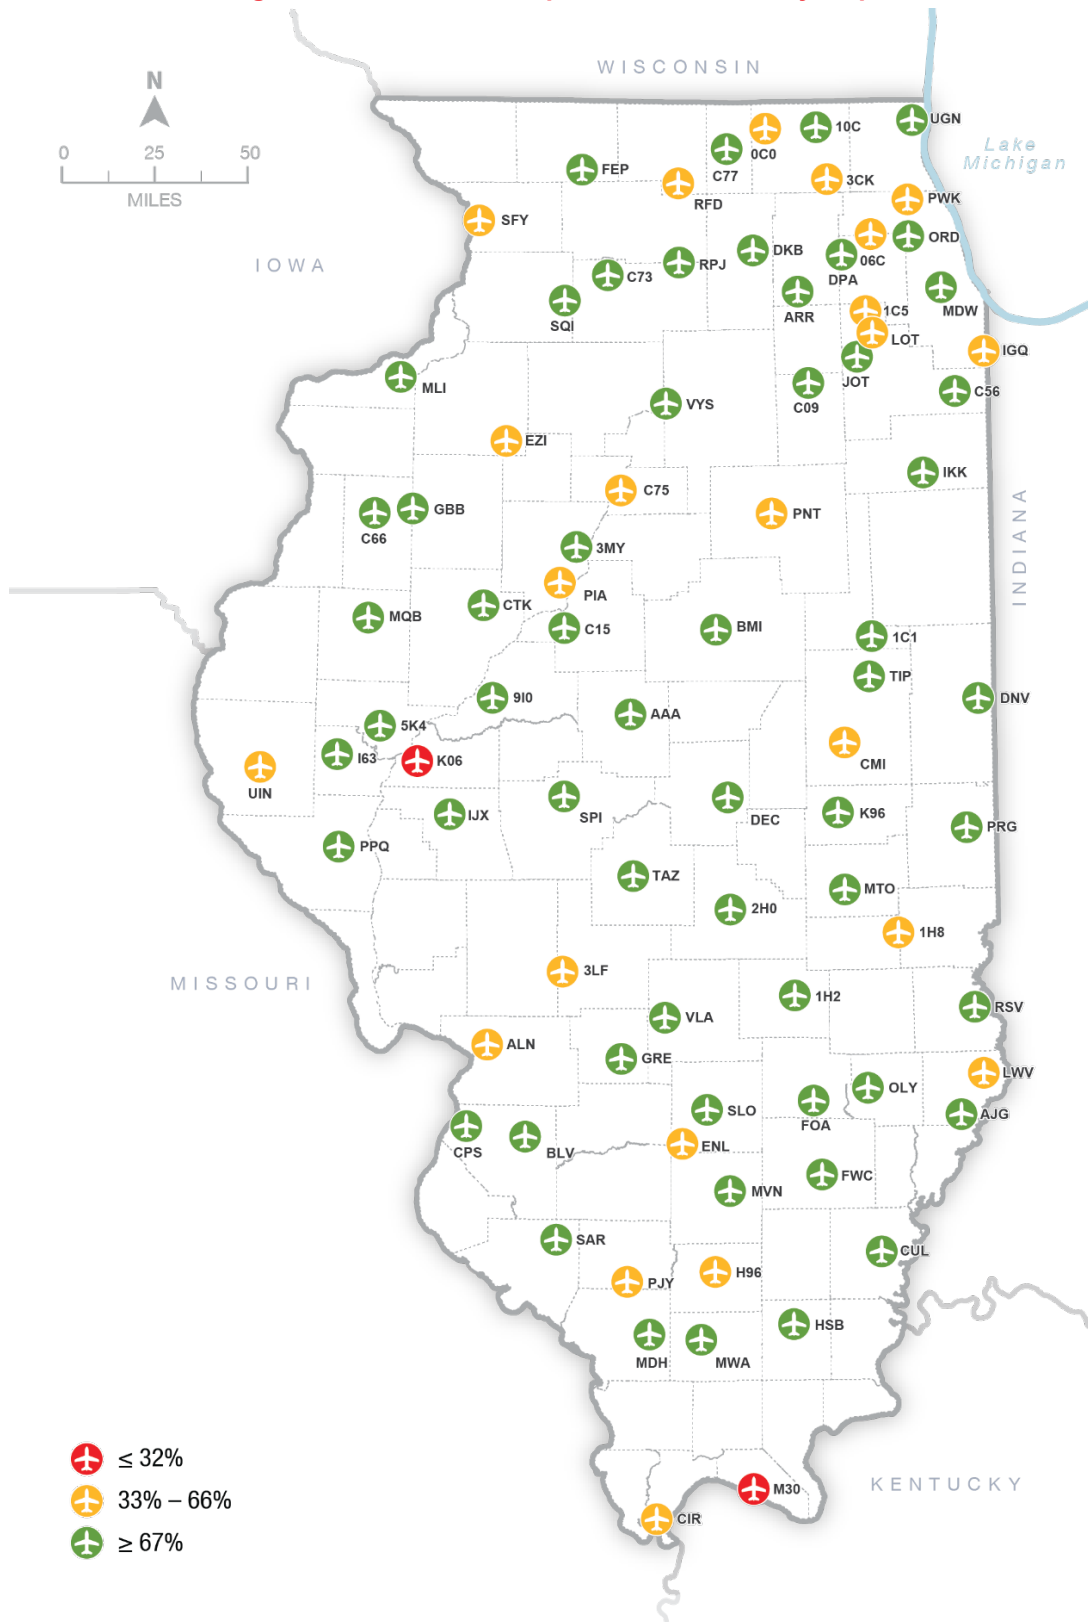 WISCONSIN
N
0 25 50
MILES
UGN
10C
Lake
Michigan
0C0
C77
FEP
3CK
RFD
PWK
SFY
ORD
DKB
06C
IOWA
RPJ
DPA
C73
MDW
ARR
1C5
SQI
LOT
IGQ
JOT
MLI
C56
C09
VYS
EZI
IKK
C75
INDIANA
GBB
PNT
C66
3MY
PIA
CTK
MQB
C15
BMI
1C1
TIP
9I0
DNV
AAA
5K4
I63
K06
CMI
UIN
IJX
SPI
DEC
K96
PRG
PPQ
TAZ
MTO
2H0
1H8
3LF
MISSOURI
1H2
RSV
VLA
ALN
GRE
LWV
OLY
SLO
AJG
FOA
CPS
BLV
ENL
FWC
MVN
SAR
CUL
H96
PJY
HSB
MDH
MWA
≤ 32%
KENTUCKY
M30
33% – 66%
CIR
≥ 67%